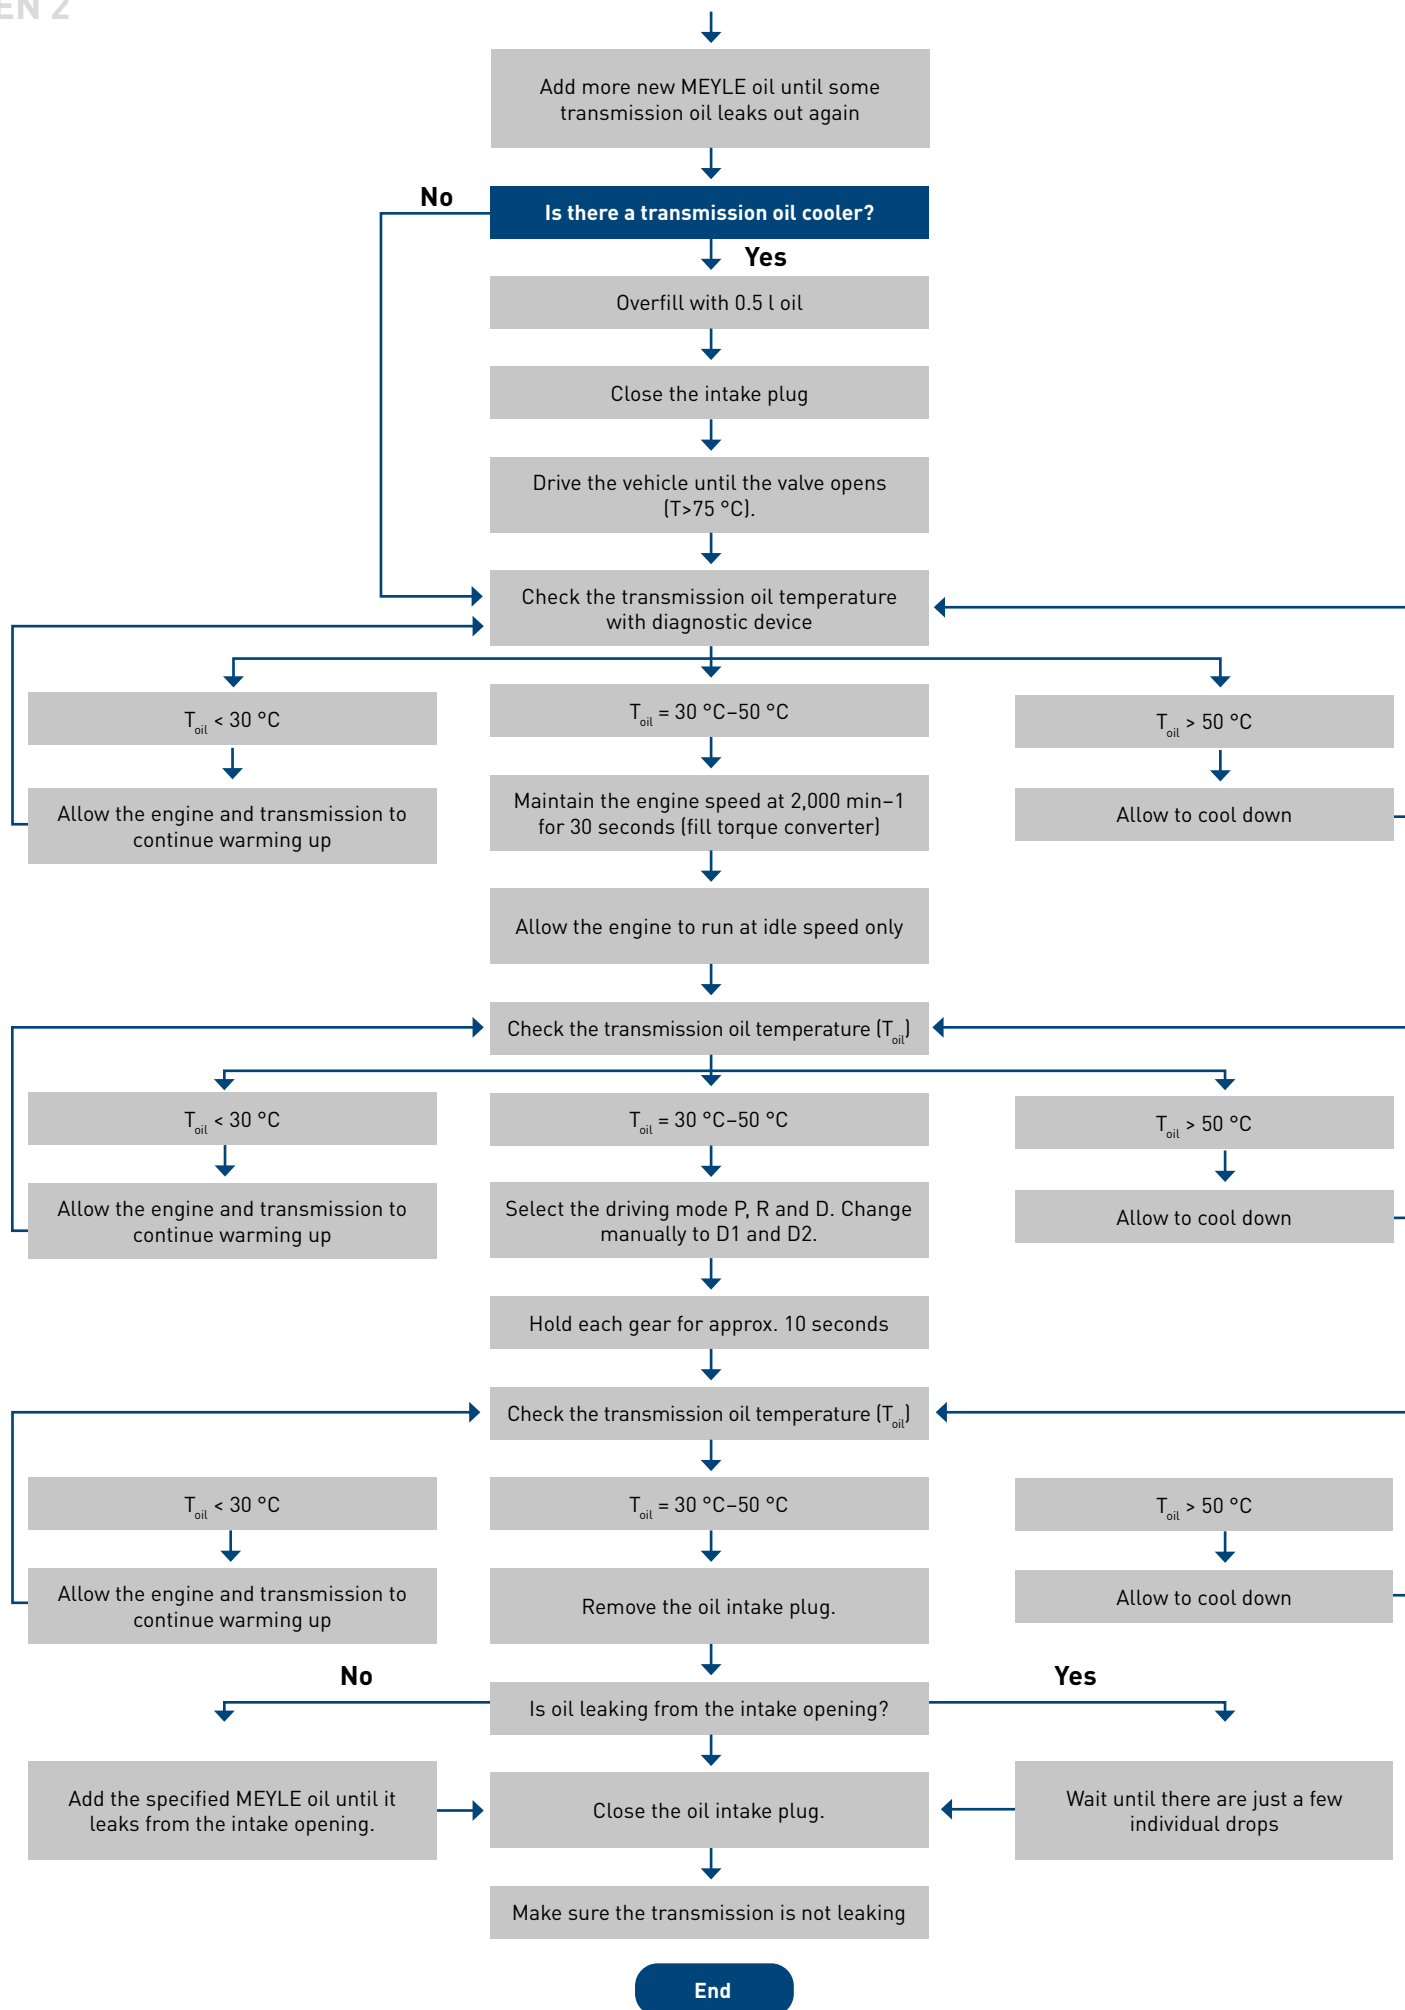 EN 2
Add more new MEYLE oil until some
transmission oil leaks out again
No
Is there a transmission oil cooler?
Yes
Overfill with 0.5 l oil
Close the intake plug
Drive the vehicle until the valve opens
(T>75 °C).
Check the transmission oil temperature
with diagnostic device
Toil < 30 °C
Toil = 30 °C–50 °C
Toil > 50 °C
Allow the engine and transmission to
continue warming up
Maintain the engine speed at 2,000 min–1
for 30 seconds (fill torque converter)
Allow to cool down
Allow the engine to run at idle speed only
Check the transmission oil temperature (Toil)
Toil < 30 °C
Toil = 30 °C–50 °C
Toil > 50 °C
Allow the engine and transmission to
continue warming up
Select the driving mode P, R and D. Change
manually to D1 and D2.
Allow to cool down
Hold each gear for approx. 10 seconds
Check the transmission oil temperature (Toil)
Toil < 30 °C
Toil = 30 °C–50 °C
Toil > 50 °C
Allow the engine and transmission to
continue warming up
Remove the oil intake plug.
Allow to cool down
No
Yes
Is oil leaking from the intake opening?
Add the specified MEYLE oil until it
leaks from the intake opening.
Close the oil intake plug.
Wait until there are just a few
individual drops
Make sure the transmission is not leaking
End